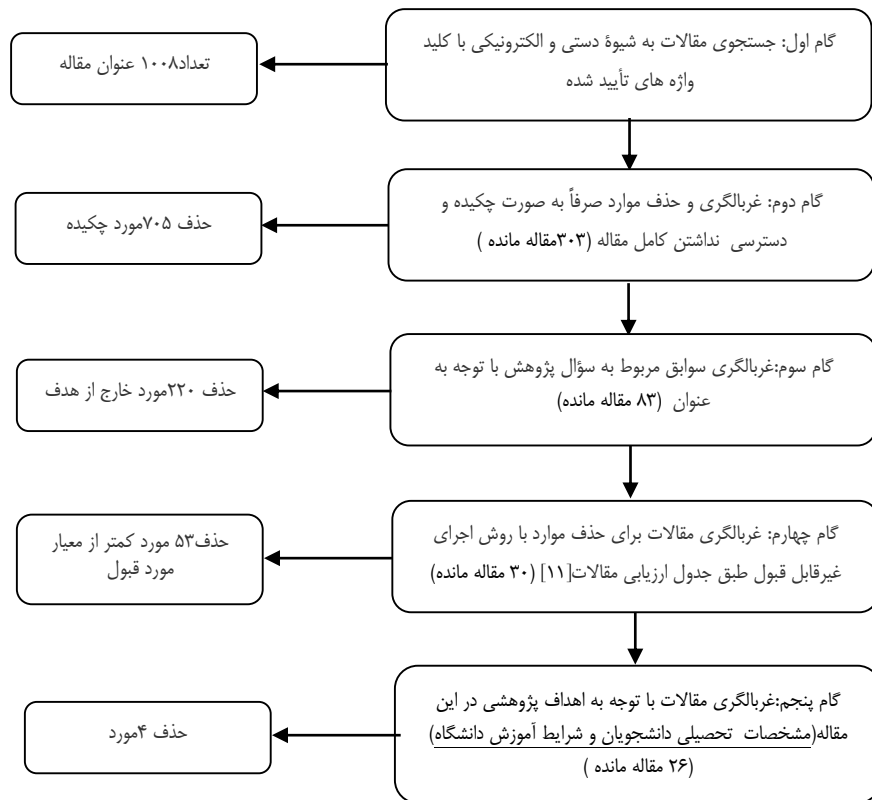 گام اول: جستجوی مقالات به شیوۀ دستی و الکترونیکی با کلید
واژه های تأیید شده
تعداد۱۰۰۸ عنوان مقاله
گام دوم: غربالگری و حذف موارد صرفاً به صورت چکیده و
دسترسی نداشتن کامل مقاله (۳۰۳مقاله مانده )
حذف ۷۰۵مورد چکیده
گام سوم:غربالگری سوابق مربوط به سؤال پژوهش با توجه به
عنوان (۸۳ مقاله مانده)
حذف ۲۲۰مورد خارج از هدف
گام چهارم: غربالگری مقالات برای حذف موارد با روش اجرای
غیرقابل قبول طبق جدول ارزیابی مقالات[۱۱] (۳۰ مقاله مانده)
حذف۵۳ مورد کمتر از معیار
مورد قبول
گام پنجم:غربالگری مقالات با توجه به اهداف پژوهشی در این
مقاله(مشخصات تحصیلی دانشجویان و شرایط آموزش دانشگاه)
(۲۶ مقاله مانده )
حذف ۴مورد